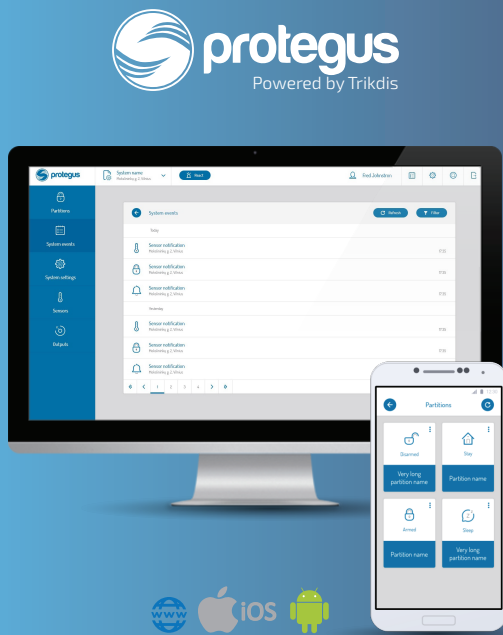 protegus
Powered by Trikdis
protegus
System name
Reset
Fred Johnston
Partitions
System events
System settings
Sensors
Outputs
System events
Refresh
Filter
Today
Sensor notification
Sensor notification
Sensor notification
Yesterday
Sensor notification
Sensor notification
Sensor notification
1 2 3 4
Partitions
Disarmed
Stay
Very long
partition name
Partition name
Armed
Sleep
Partition name
Very long
partition name
www
iOS